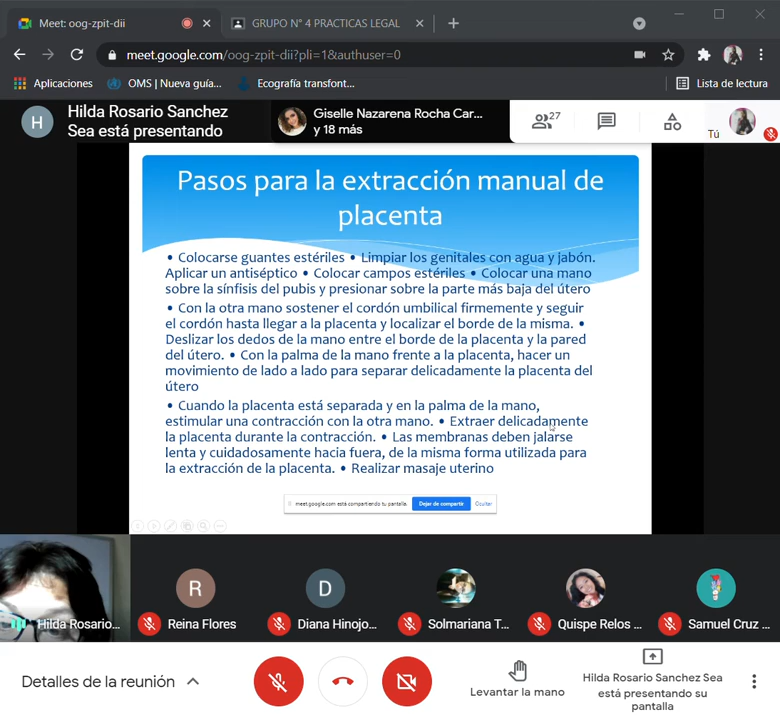 Meet: oog-zpit-dii
GRUPO N° 4 PRACTICAS LEGAL
meet.google.com/oog-zpit-dii?pli=1&authuser=0
Aplicaciones
OMS | Nueva guía...
Ecografía transfont...
Lista de lectura
H
Hilda Rosario Sanchez
Sea está presentando
Giselle Nazarena Rocha Car...
y 18 más
27
Tú
Pasos para la extracción manual de
placenta
• Colocarse guantes estériles • Limpiar los genitales con agua y jabón.
Aplicar un antiséptico • Colocar campos estériles • Colocar una mano
sobre la sínfisis del pubis y presionar sobre la parte más baja del útero
• Con la otra mano sostener el cordón umbilical firmemente y seguir
el cordón hasta llegar a la placenta y localizar el borde de la misma. •
Deslizar los dedos de la mano entre el borde de la placenta y la pared
del útero. • Con la palma de la mano frente a la placenta, hacer un
movimiento de lado a lado para separar delicadamente la placenta del
útero
• Cuando la placenta está separada y en la palma de la mano,
estimular una contracción con la otra mano. • Extraer delicadamente
la placenta durante la contracción. • Las membranas deben jalarse
lenta y cuidadosamente hacia fuera, de la misma forma utilizada para
la extracción de la placenta. • Realizar masaje uterino
meet.google.com está compartiendo tu pantalla.
Dejar de compartir
Ocultar
R
D
Hilda Rosario...
Reina Flores
Diana Hinojo...
Solmariana T...
Quispe Relos ...
Samuel Cruz ...
Detalles de la reunión
Levantar la mano
Hilda Rosario Sanchez Sea
está presentando su
pantalla